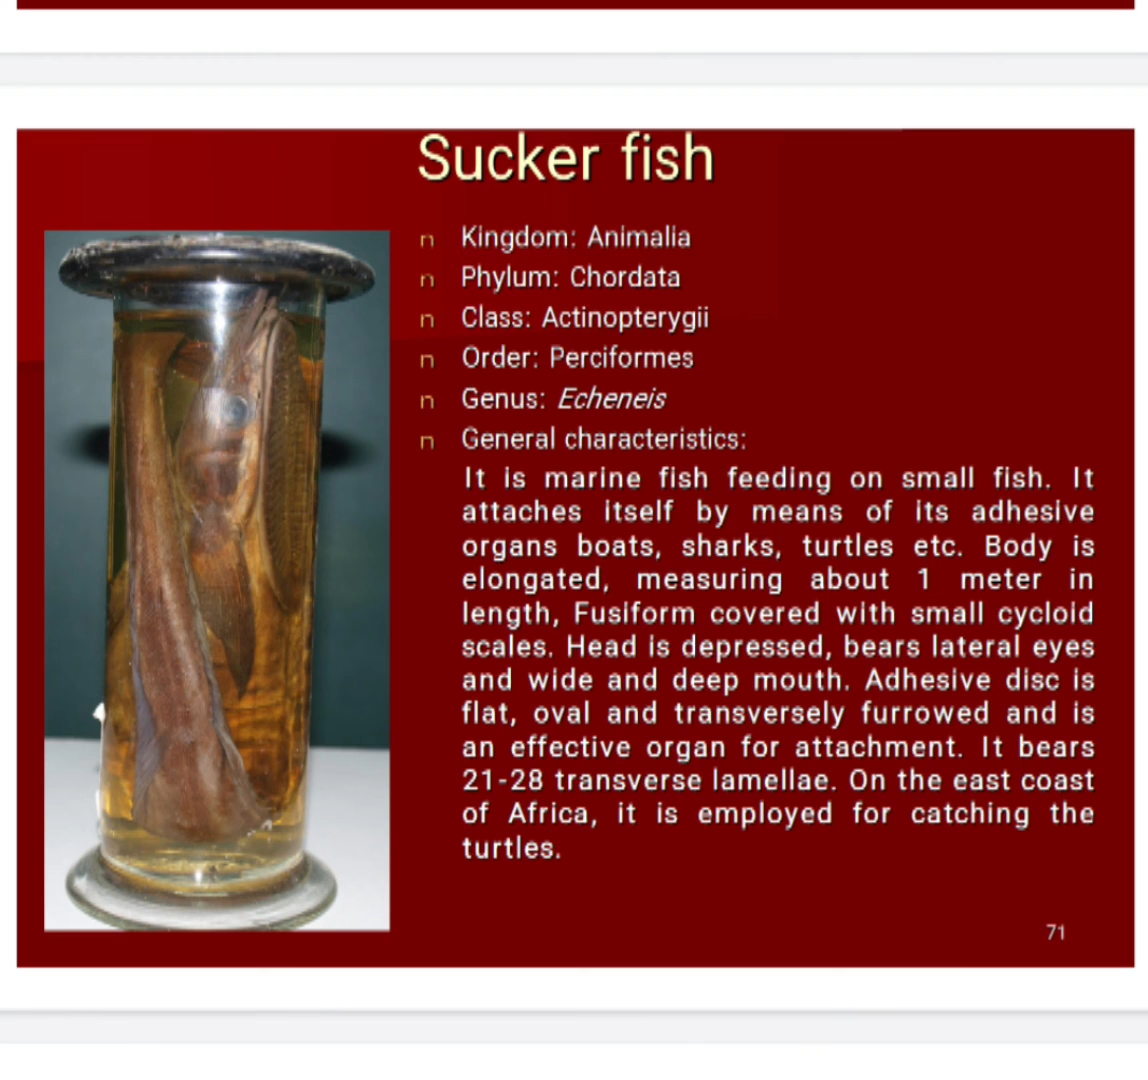 Sucker fish
n Kingdom: Animalia
n Phylum: Chordata
n Class: Actinopterygii
n Order: Perciformes
n Genus: Echeneis
n General characteristics:
It is marine fish feeding on small fish. It
attaches itself by means of its adhesive
organs boats, sharks, turtles etc. Body is
elongated, measuring about 1 meter in
length, Fusiform covered with small cycloid
scales. Head is depressed, bears lateral eyes
and wide and deep mouth. Adhesive disc is
flat, oval and transversely furrowed and is
an effective organ for attachment. It bears
21-28 transverse lamellae. On the east coast
of Africa, it is employed for catching the
turtles.
71